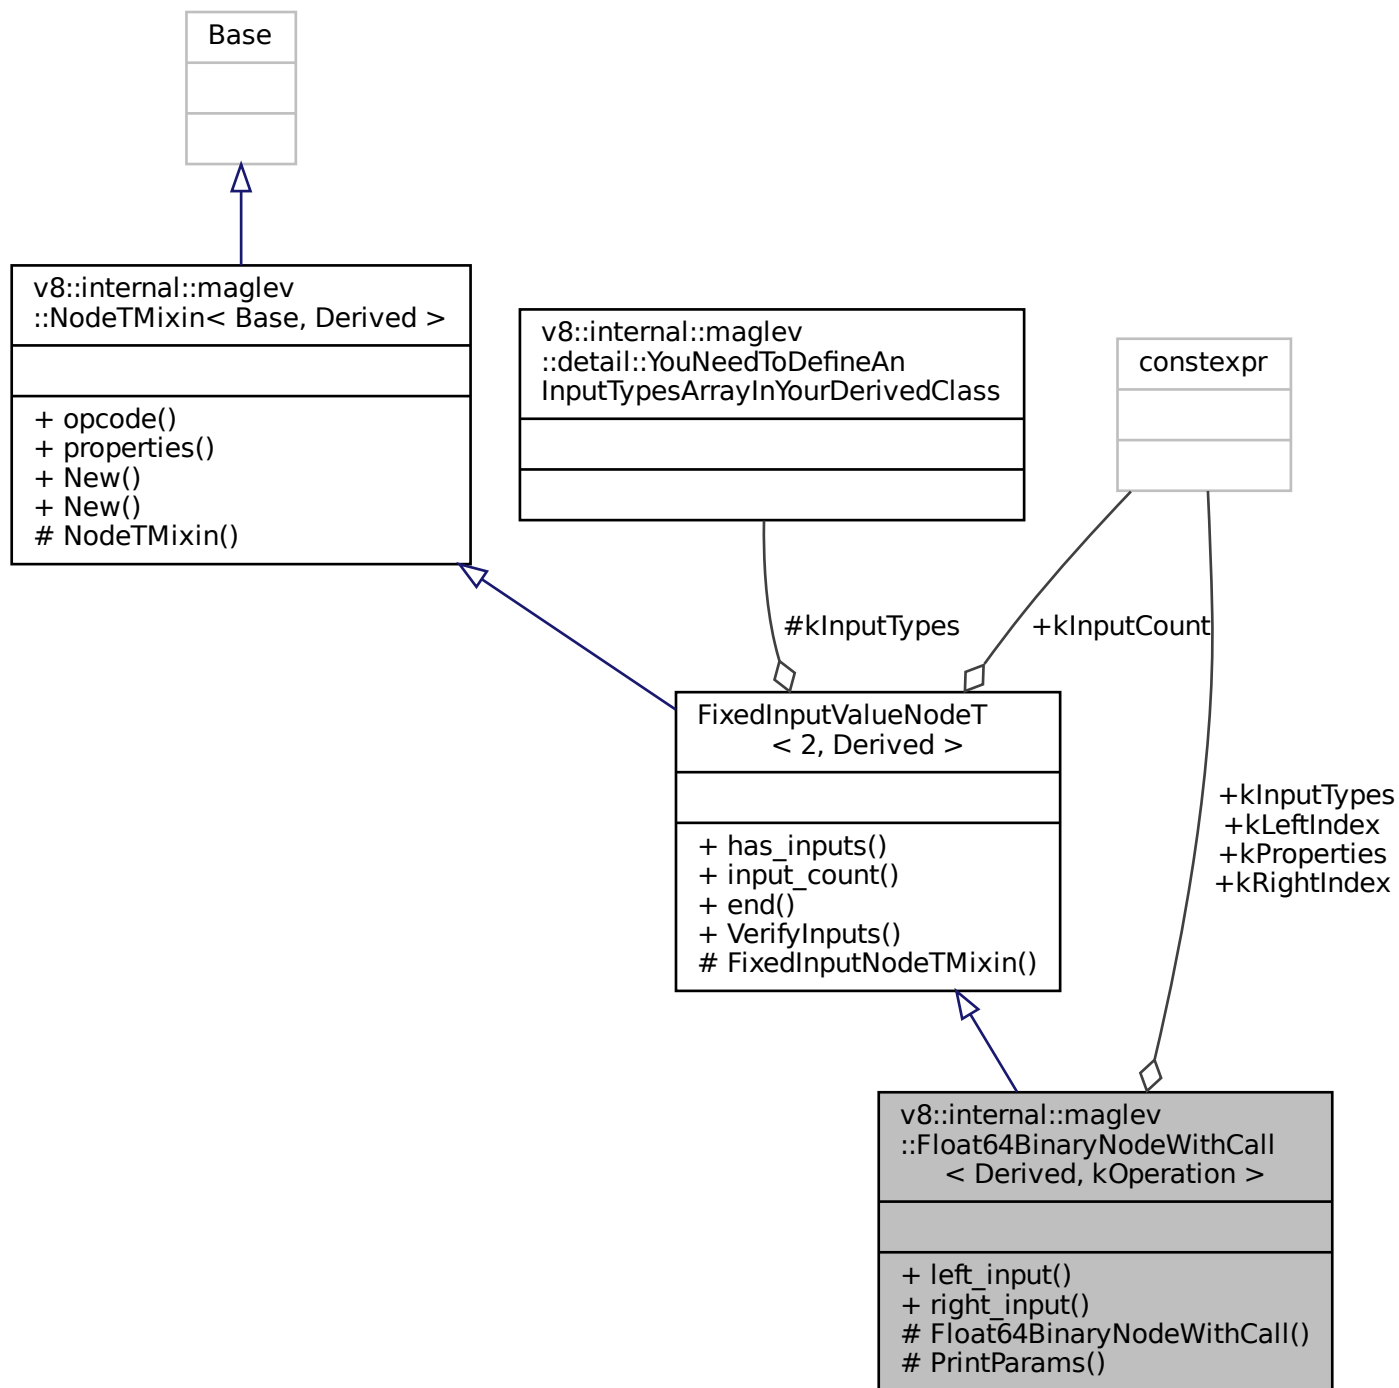 Base
v8::internal::maglev
::NodeTMixin< Base, Derived >
+ opcode()
+ properties()
+ New()
+ New()
# NodeTMixin()
v8::internal::maglev
::detail::YouNeedToDefineAn
InputTypesArrayInYourDerivedClass
constexpr
#kInputTypes
+kInputCount
FixedInputValueNodeT
< 2, Derived >
+ has_inputs()
+ input_count()
+ end()
+ VerifyInputs()
# FixedInputNodeTMixin()
+kInputTypes
+kLeftIndex
+kProperties
+kRightIndex
v8::internal::maglev
::Float64BinaryNodeWithCall
< Derived, kOperation >
+ left_input()
+ right_input()
# Float64BinaryNodeWithCall()
# PrintParams()